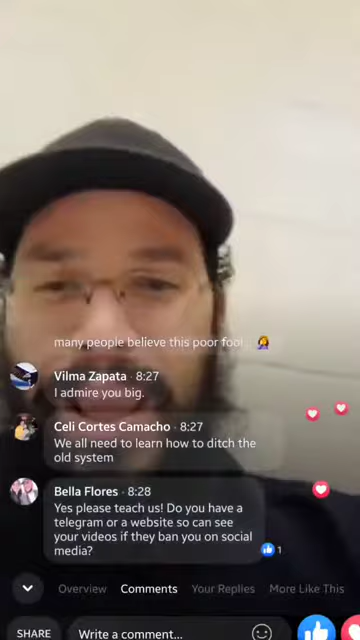 many people believe this poor fool
Vilma Zapata · 8:27
I admire you big.
Celi Cortes Camacho · 8:27
We all need to learn how to ditch the
old system
Bella Flores · 8:28
Yes please teach us! Do you have a
telegram or a website so can see
your videos if they ban you on social
media?
1
Overview Comments Your Replies More Like This
SHARE Write a comment...